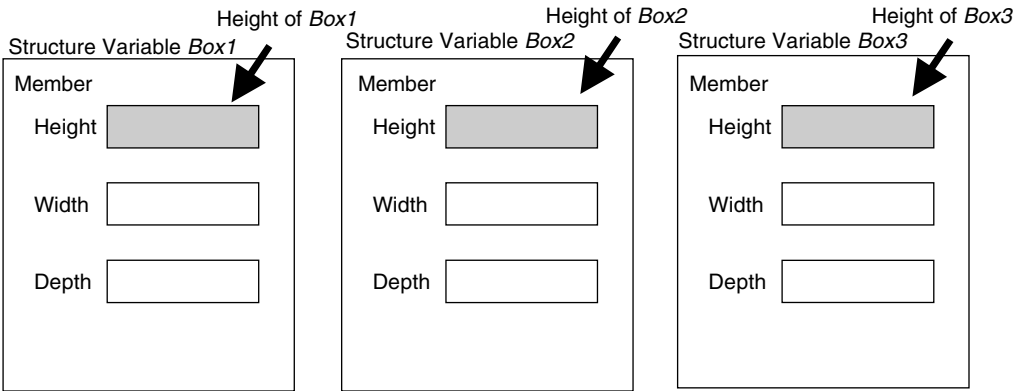 Height of Box1
Structure Variable Box1
Member
Height
Width
Depth
Height of Box2
Structure Variable Box2
Member
Height
Width
Depth
Height of Box3
Structure Variable Box3
Member
Height
Width
Depth